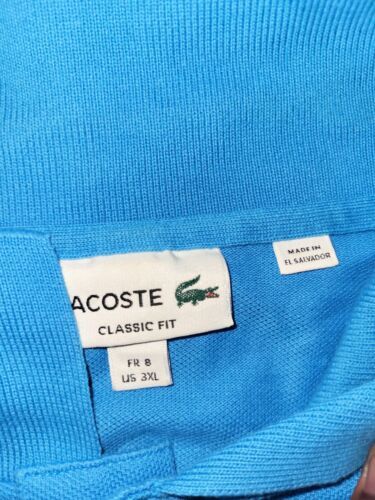 ACOSTE
CLASSIC FIT
FR 8
US 3XL
MADE IN
EL SALVADOR